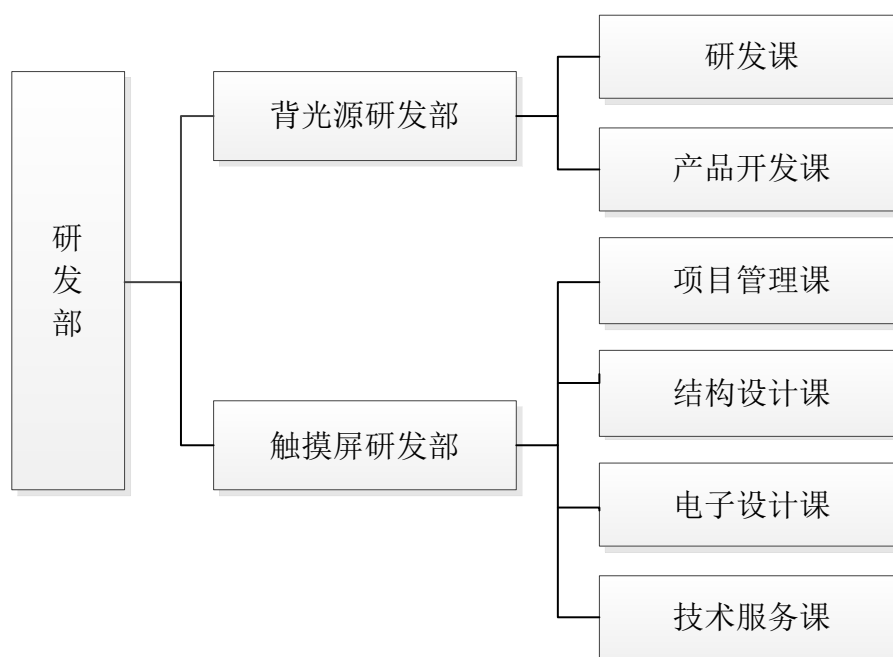 研发部
背光源研发部
研发课
产品开发课
触摸屏研发部
项目管理课
结构设计课
电子设计课
技术服务课